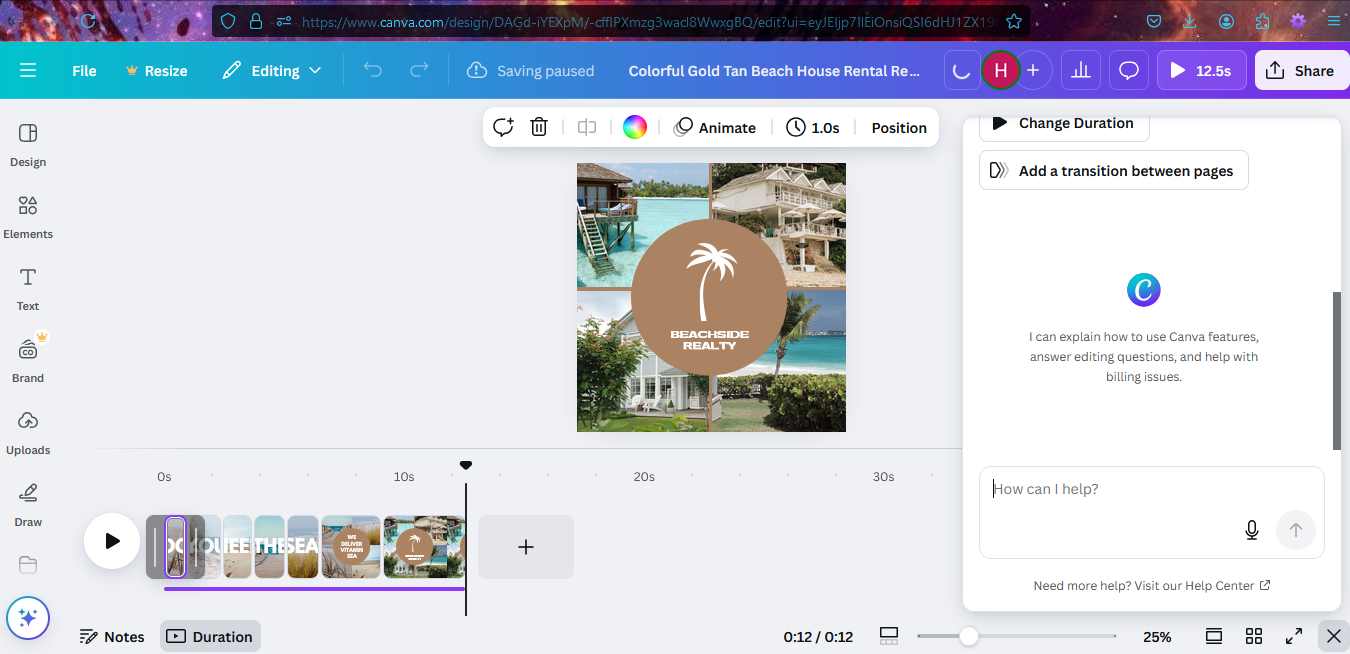 https://www.canva.com/design/DAGd-iYEXpM/-cffIPXmzg3wacl8WwxgBQ/edit?ui=eyJEIjp7IlEiOnsiQSI6dHJ1ZX19
File
Resize
Editing
Saving paused
Colorful Gold Tan Beach House Rental Re...
H
12.5s
Share
Animate
1.0s
Position
Design
Elements
Text
Brand
Uploads
Draw
BEACHSIDE
REALTY
Change Duration
Add a transition between pages
C
I can explain how to use Canva features,
answer editing questions, and help with
billing issues.
How can I help?
Need more help? Visit our Help Center
0s
10s
20s
30s
THE
SEA
WE
DELIVER
VITAMIN
SEA
Notes
Duration
0:12 / 0:12
25%